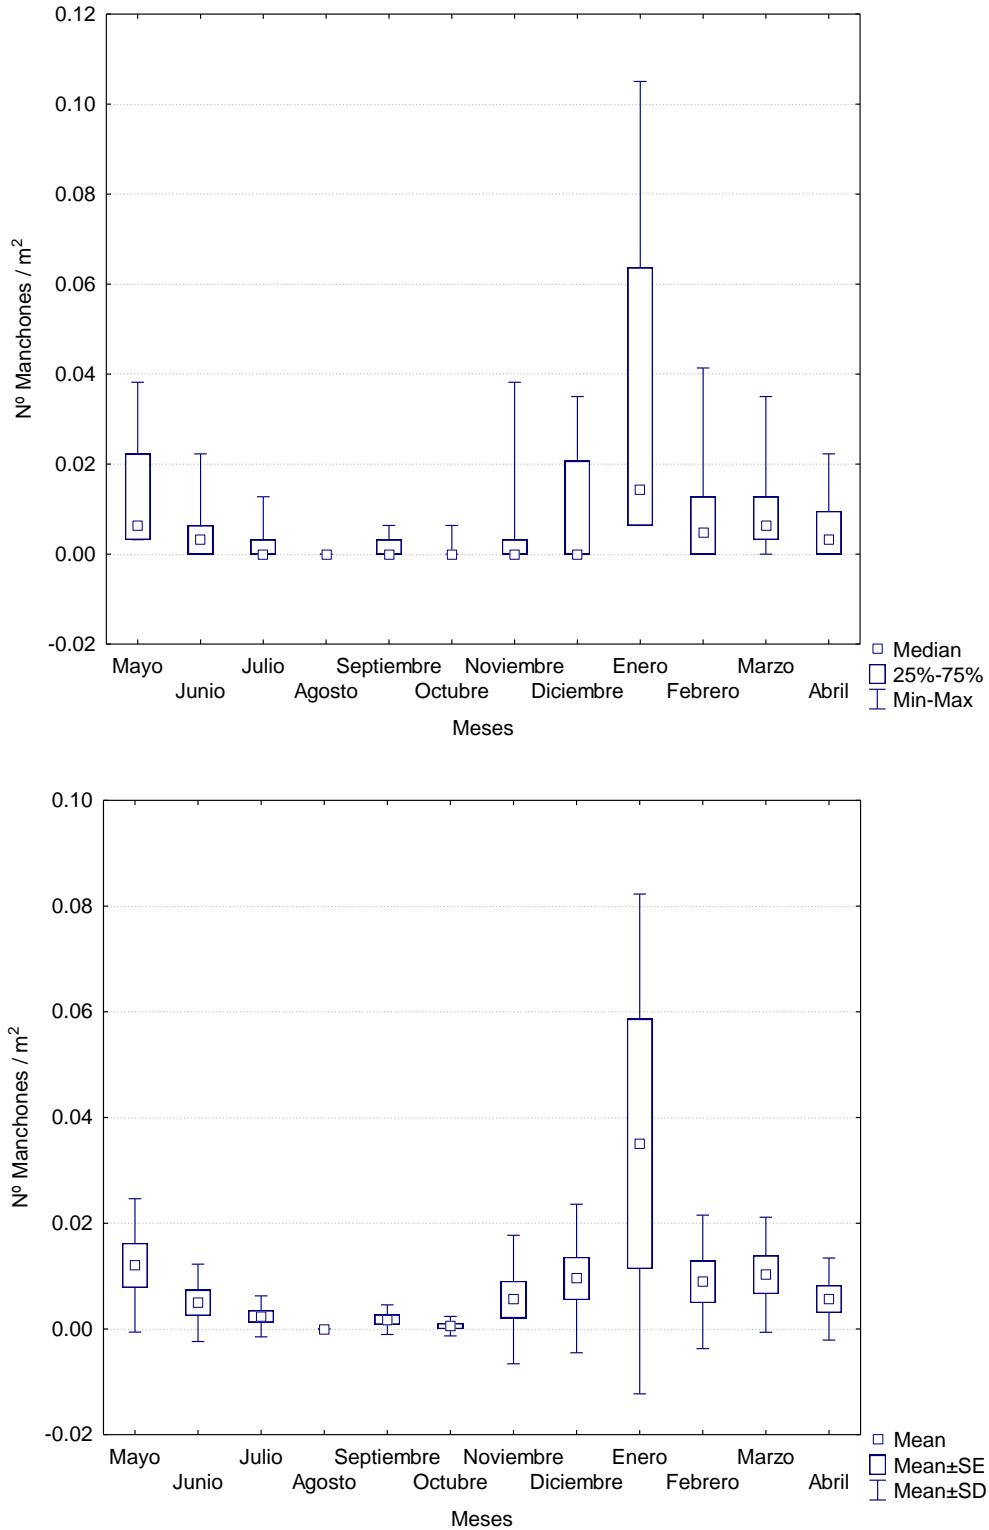 0.12
0.10
0.08
0.06
0.04
0.02
0.00
-0.02
Nº Manchones / m²
Mayo Julio Septiembre Noviembre Enero Marzo
Junio Agosto Octubre Diciembre Febrero Abril
Meses
Median
25%-75%
Min-Max
0.10
0.08
0.06
0.04
0.02
0.00
-0.02
Nº Manchones / m²
Mayo Julio Septiembre Noviembre Enero Marzo
Junio Agosto Octubre Diciembre Febrero Abril
Meses
Mean
Mean±SE
Mean±SD